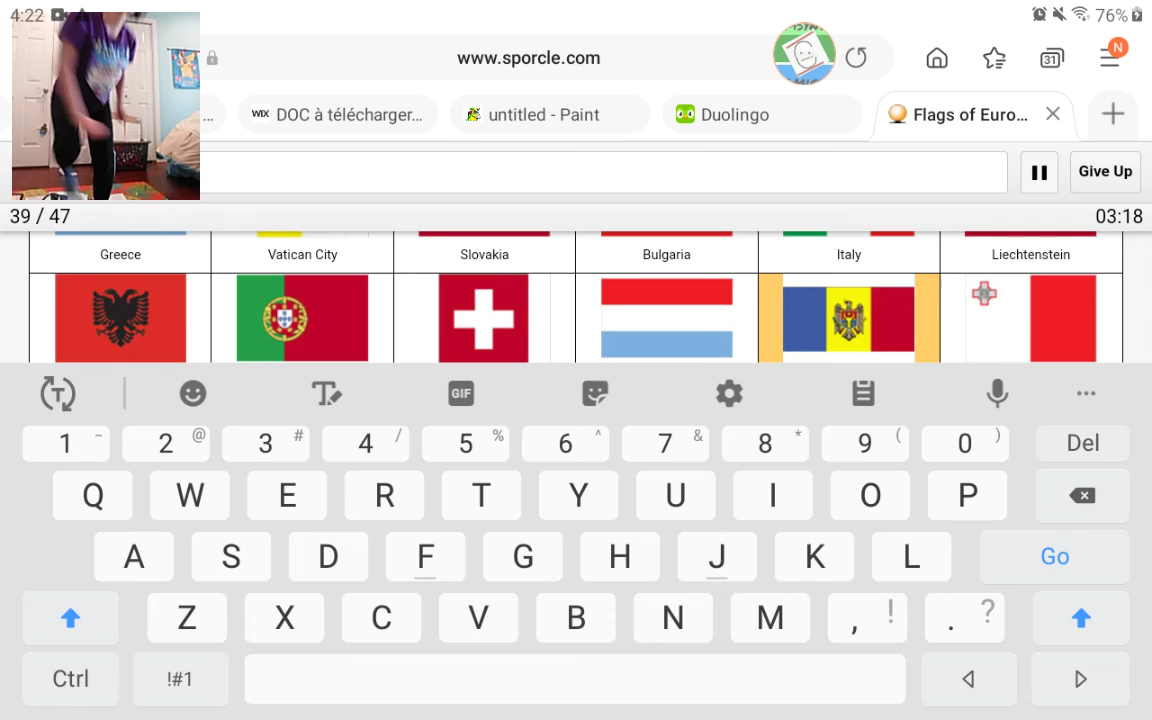 4:22
76%
www.sporcle.com
31
N
...
WIX DOC à télécharger...
untitled - Paint
Duolingo
Flags of Euro...
Give Up
39 / 47
03:18
Greece
Vatican City
Slovakia
Bulgaria
Italy
Liechtenstein
T
T
GIF
...
1 - 2 @ 3 # 4 / 5 % 6 ^ 7 & 8 * 9 ( 0 ) Del
Q W E R T Y U I O P
A S D F G H J K L Go
Z X C V B N M , ! . ?
Ctrl !#1